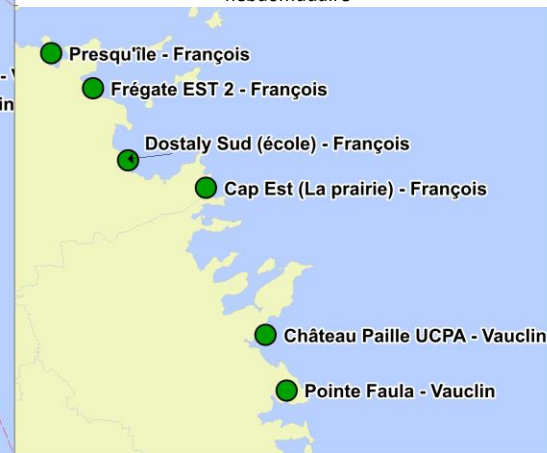 Presqu'île - François
Frégate EST 2 - François
Dostaly Sud (école) - François
Cap Est (La prairie) - François
Château Paille UCPA - Vauclin
Pointe Faula - Vauclin